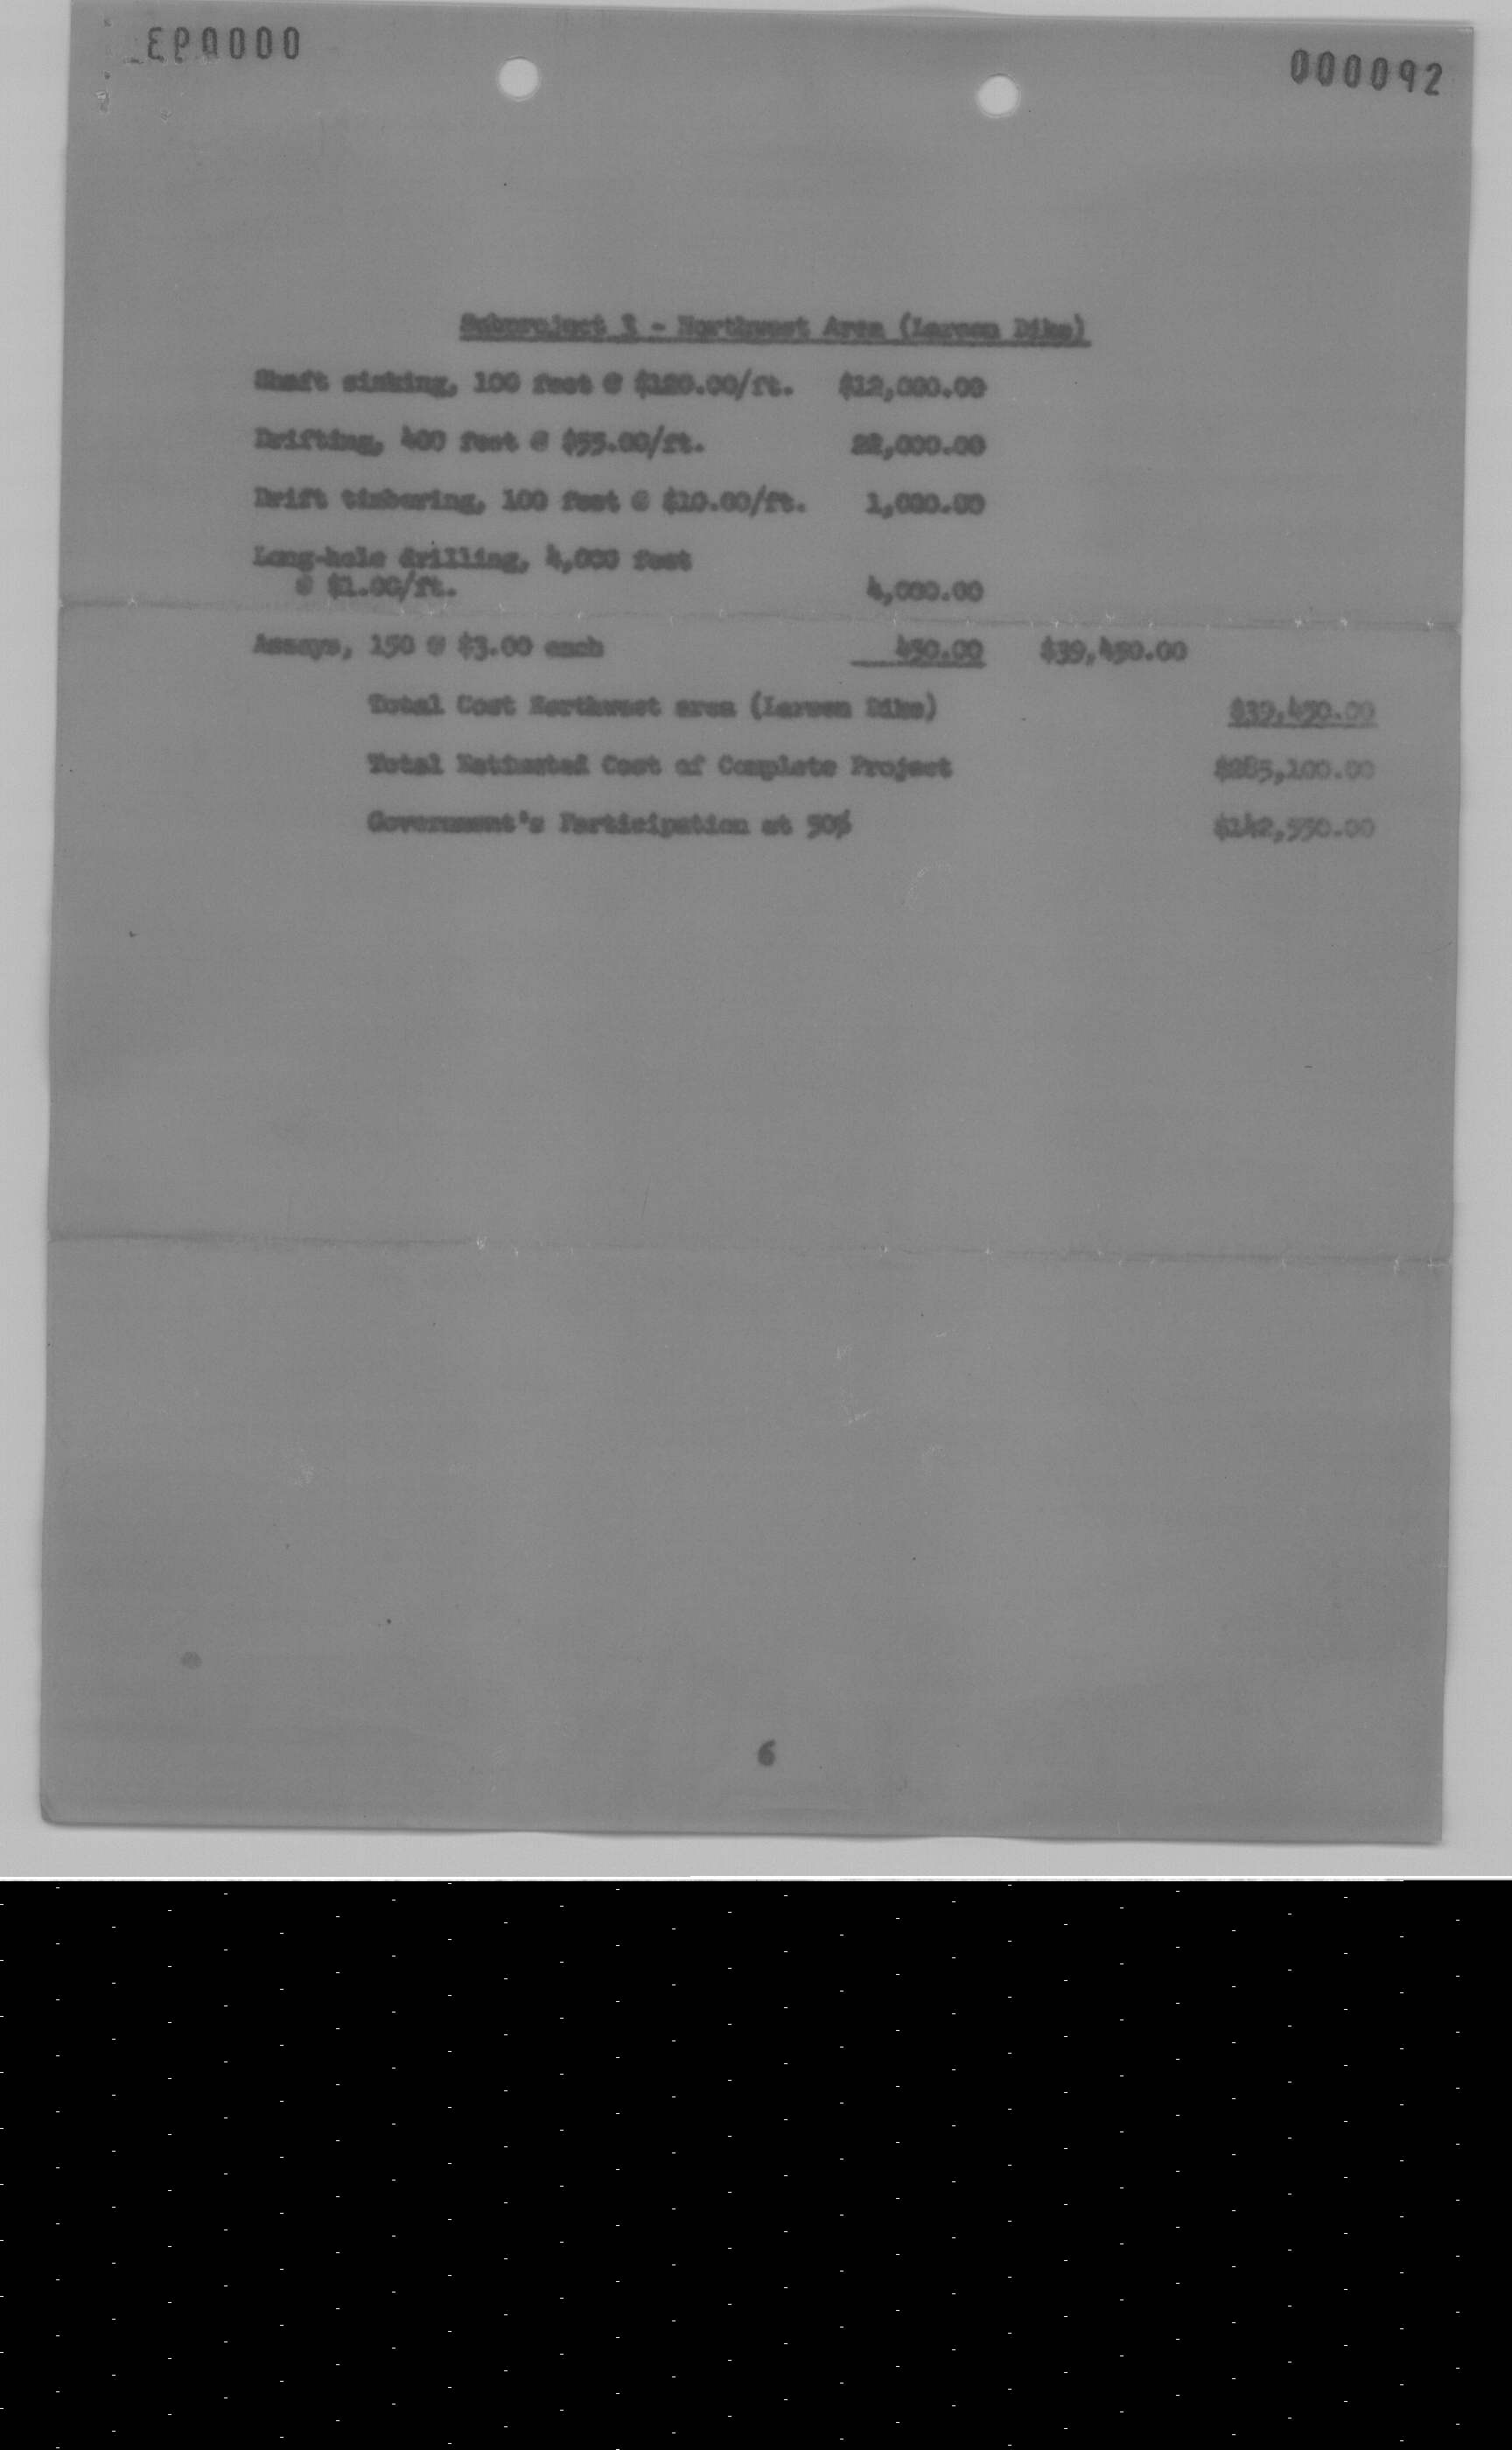 000092
Subproject 3 - Northwest Area (Larsen Dike)
Shaft sinking, 100 feet @ $120.00/ft. $12,000.00
Drifting, 400 feet @ $55.00/ft. 22,000.00
Drift timbering, 100 feet @ $10.00/ft. 1,000.00
Long-hole drilling, 4,000 feet
@ $1.00/ft. 4,000.00
Assays, 150 @ $3.00 each 450.00 $39,450.00
Total Cost Northwest area (Larsen Dike) $39,450.00
Total Estimated Cost of Complete Project $285,100.00
Government's Participation at 50% $142,550.00
6